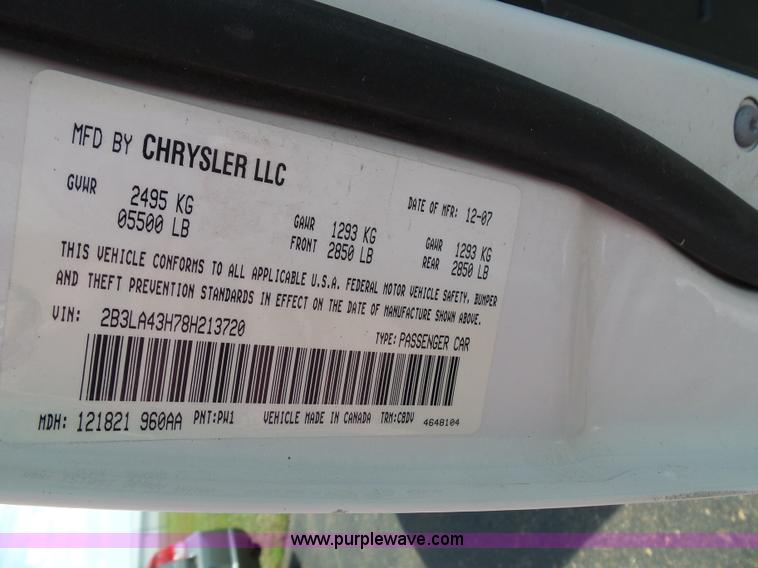 MFD BY CHRYSLER LLC
DATE OF MFR: 12-07
GVWR 2495 KG
05500 LB
GAWR FRONT 1293 KG
2850 LB
GAWR REAR 1293 KG
2850 LB
THIS VEHICLE CONFORMS TO ALL APPLICABLE U.S.A. FEDERAL MOTOR VEHICLE SAFETY, BUMPER
AND THEFT PREVENTION STANDARDS IN EFFECT ON THE DATE OF MANUFACTURE SHOWN ABOVE.
VIN: 2B3LA43H78H213720
TYPE: PASSENGER CAR
MDH: 121821 960AA PNT:PW1 VEHICLE MADE IN CANADA TRM:CBDV 4648104
www.purplewave.com